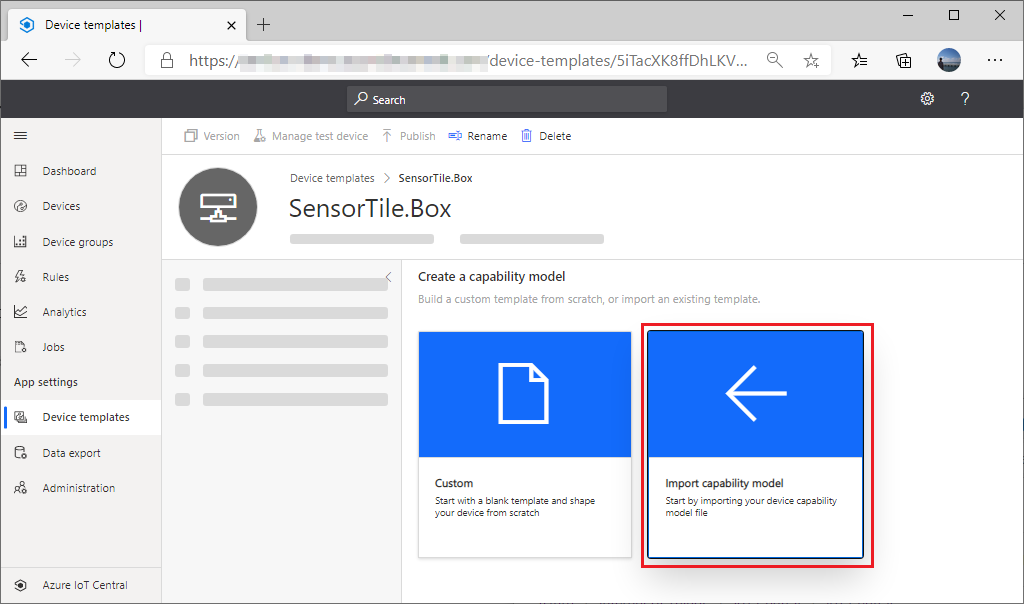 Device templates |
https://
/device-templates/5iTacXK8ffDhLKV...
Search
?
Version
Manage test device
Publish
Rename
Delete
Dashboard
Devices
Device groups
Rules
Analytics
Jobs
App settings
Device templates
Data export
Administration
Azure IoT Central
Device templates > SensorTile.Box
SensorTile.Box
Create a capability model
Build a custom template from scratch, or import an existing template.
Custom
Start with a blank template and shape
your device from scratch
Import capability model
Start by importing your device capability
model file